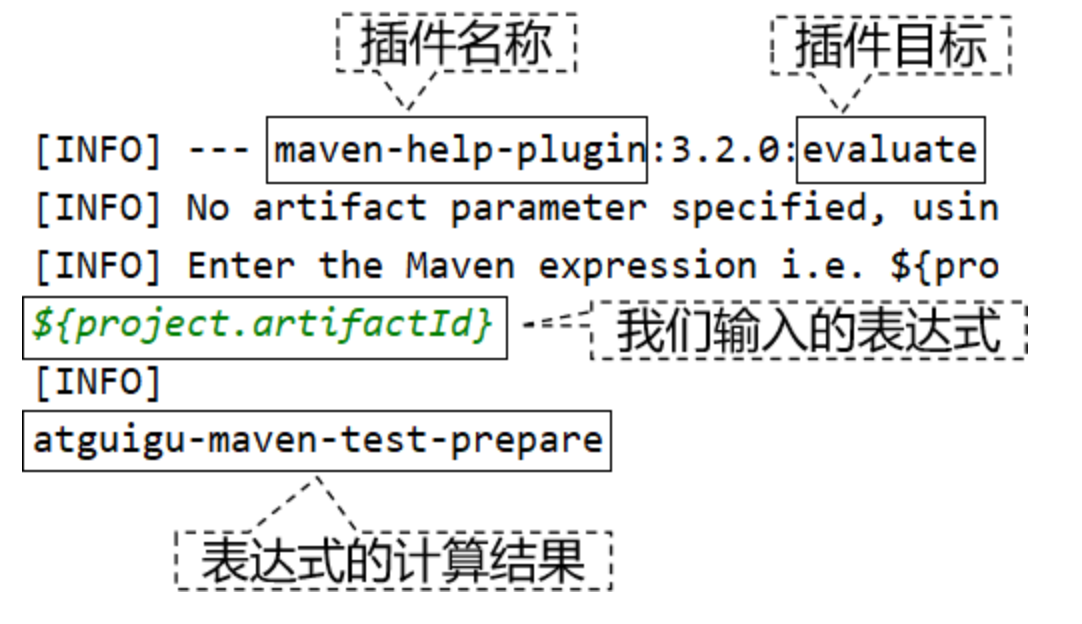 插件名称 插件目标
[INFO] --- maven-help-plugin:3.2.0:evaluate
[INFO] No artifact parameter specified, usin
[INFO] Enter the Maven expression i.e. ${pro
${project.artifactId} 我们输入的表达式
[INFO]
atguigu-maven-test-prepare
表达式的计算结果